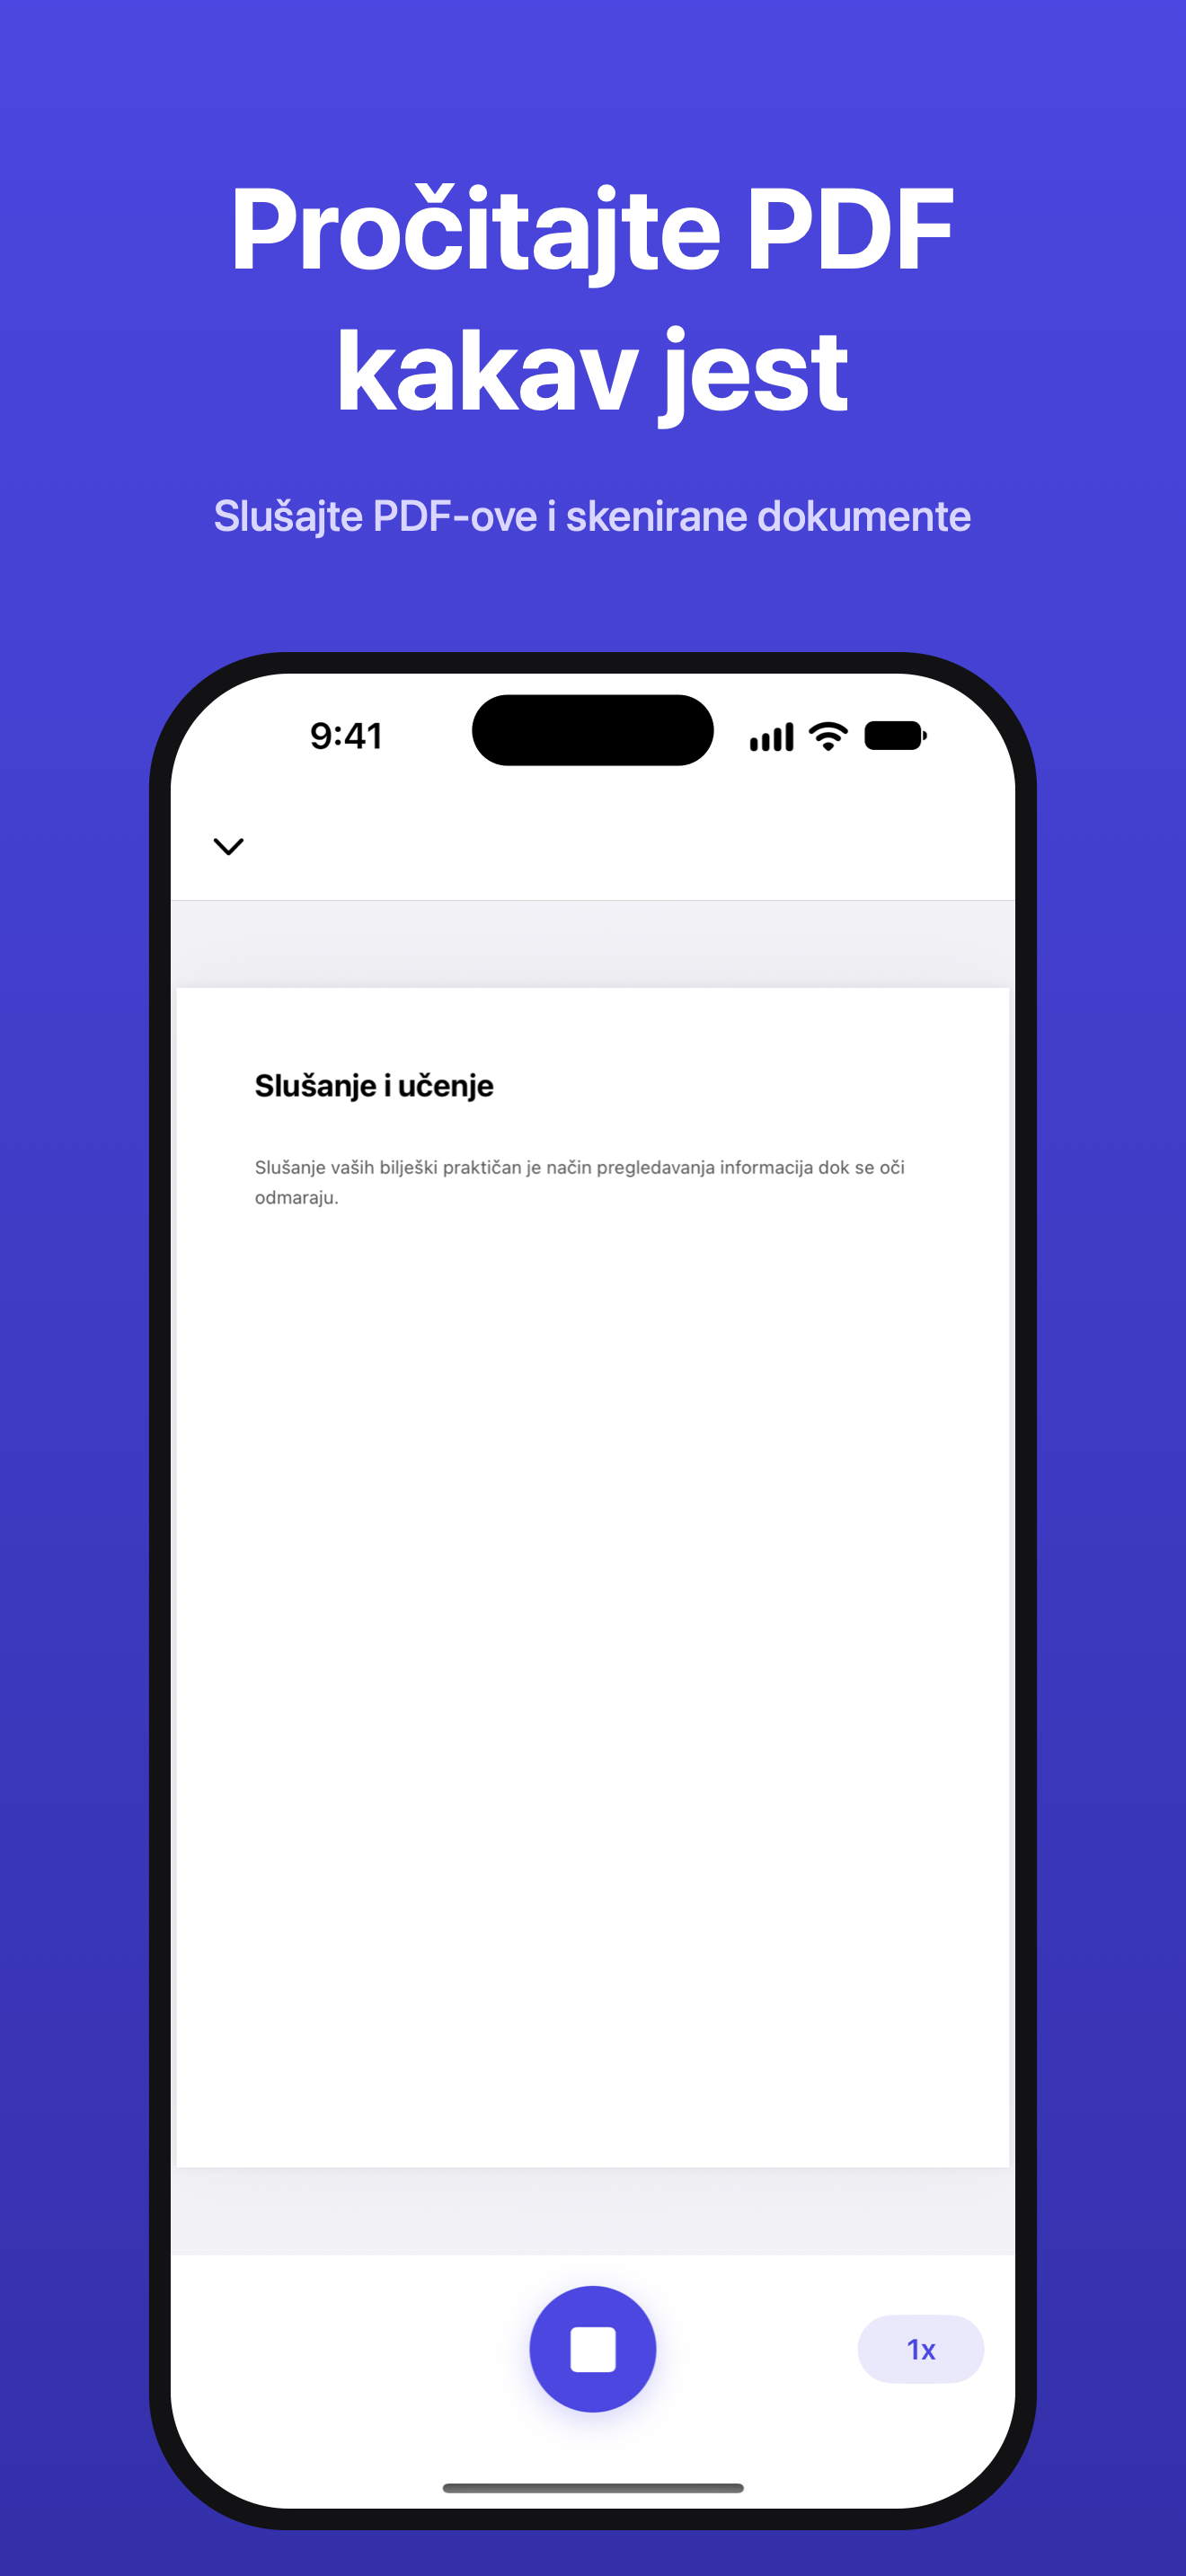 Pročitajte PDF
kakav jest
Slušajte PDF-ove i skenirane dokumente
9:41
Slušanje i učenje
Slušanje vaših bilješki praktičan je način pregledavanja informacija dok se oči
odmaraju.
1x